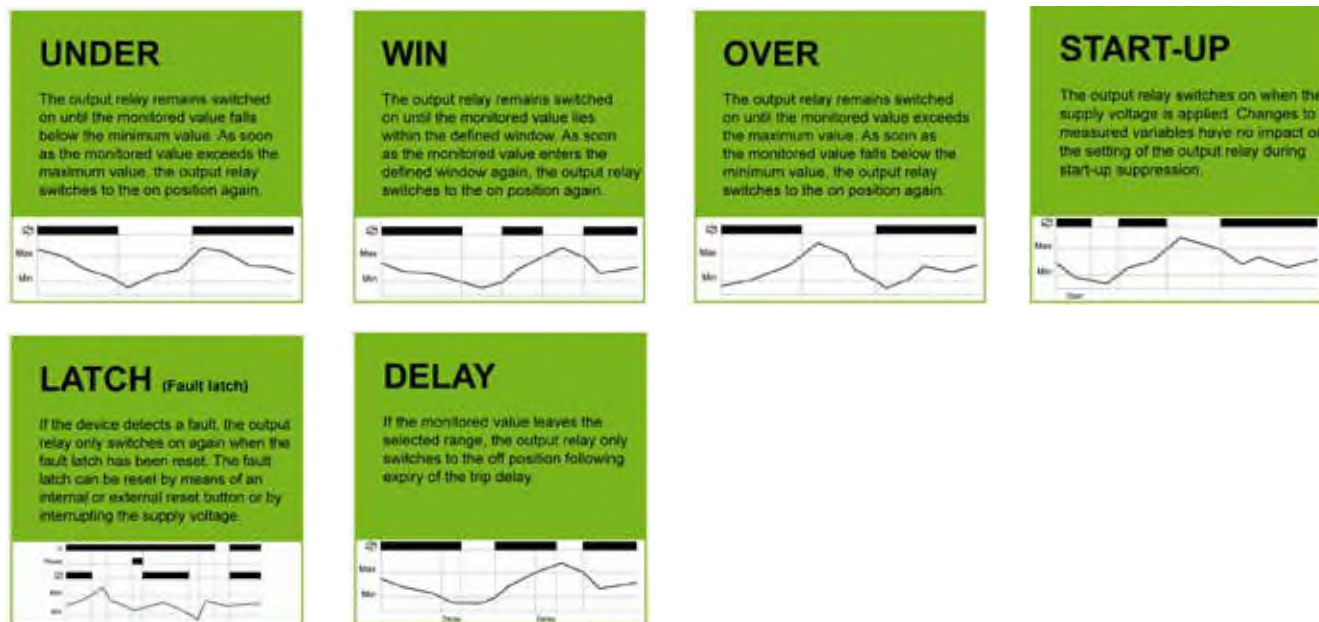 UNDER
The output relay remains switched
on until the monitored value falls
below the minimum value. As soon
as the monitored value exceeds the
maximum value, the output relay
switches to the on position again.
Max
Min
WIN
The output relay remains switched
on until the monitored value lies
within the defined window. As soon
as the monitored value enters the
defined window again, the output relay
switches to the on position again.
Max
Min
OVER
The output relay remains switched
on until the monitored value exceeds
the maximum value. As soon as
the monitored value falls below the
minimum value, the output relay
switches to the on position again.
Max
Min
START-UP
The output relay switches on when the
supply voltage is applied. Changes to
measured variables have no impact on
the setting of the output relay during
start-up suppression.
Max
Min
Start
LATCH (Fault latch)
If the device detects a fault, the output
relay only switches on again when the
fault latch has been reset. The fault
latch can be reset by means of an
internal or external reset button or by
interrupting the supply voltage.
Max
Min
DELAY
If the monitored value leaves the
selected range, the output relay only
switches to the off position following
expiry of the trip delay
Max
Min
Delay Delay